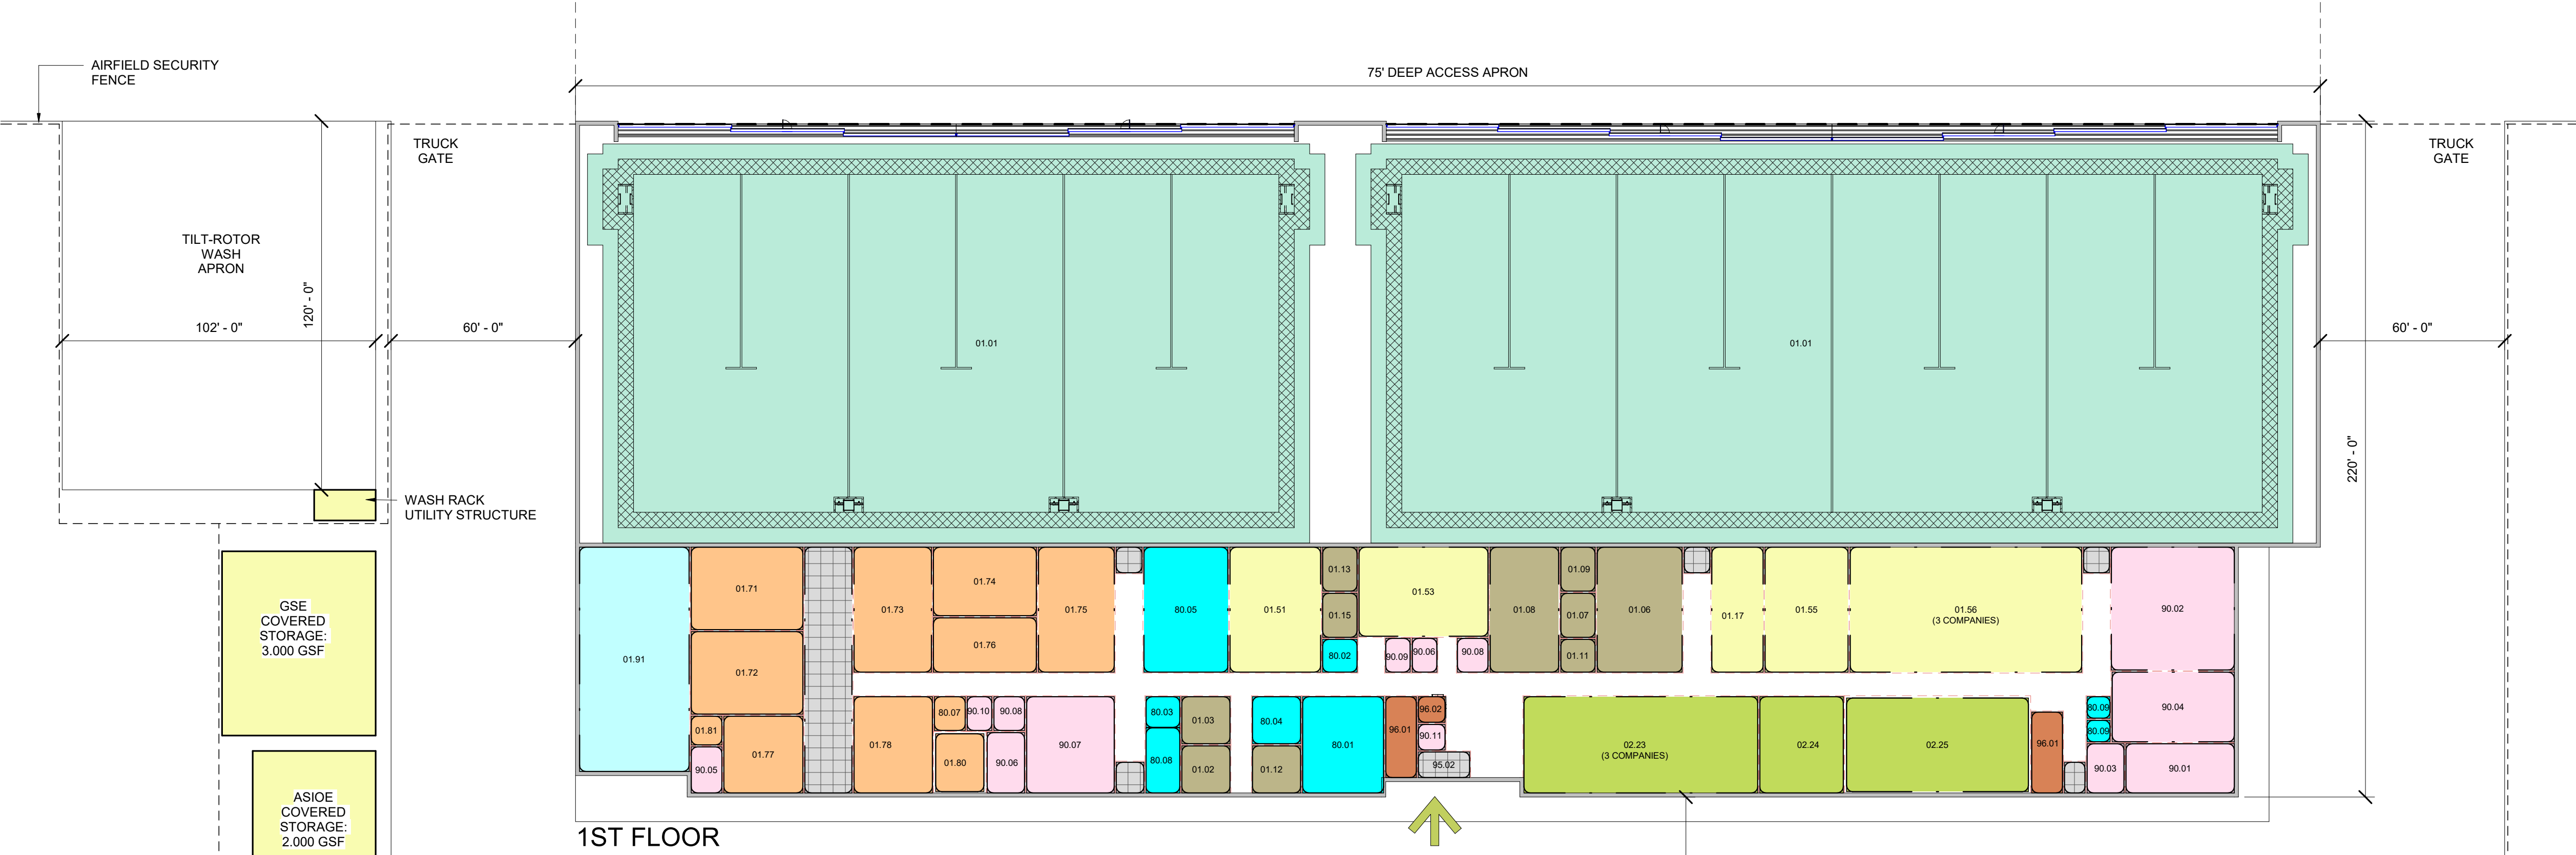 AIRFIELD SECURITY
FENCE
75' DEEP ACCESS APRON
TRUCK
GATE
TRUCK
GATE
TILT-ROTOR
WASH
APRON
120' - 0"
102' - 0"
60' - 0"
60' - 0"
01.01
01.01
220' - 0"
WASH RACK
UTILITY STRUCTURE
GSE
COVERED
STORAGE:
3.000 GSF
ASIOE
COVERED
STORAGE:
2.000 GSF
01.91
01.71
01.72
01.81
90.05
01.77
01.73
01.74
01.76
01.75
01.78
80.07
90.10
90.08
01.80
90.06
90.07
80.05
01.51
01.13
01.15
80.02
01.53
90.09
90.06
90.08
01.08
01.09
01.07
01.11
01.06
01.17
01.55
01.56
(3 COMPANIES)
90.02
90.04
80.03
80.08
01.03
01.02
80.04
01.12
80.01
96.01
96.02
90.11
95.02
02.23
(3 COMPANIES)
02.24
02.25
96.01
80.09
80.09
90.03
90.01
1ST FLOOR